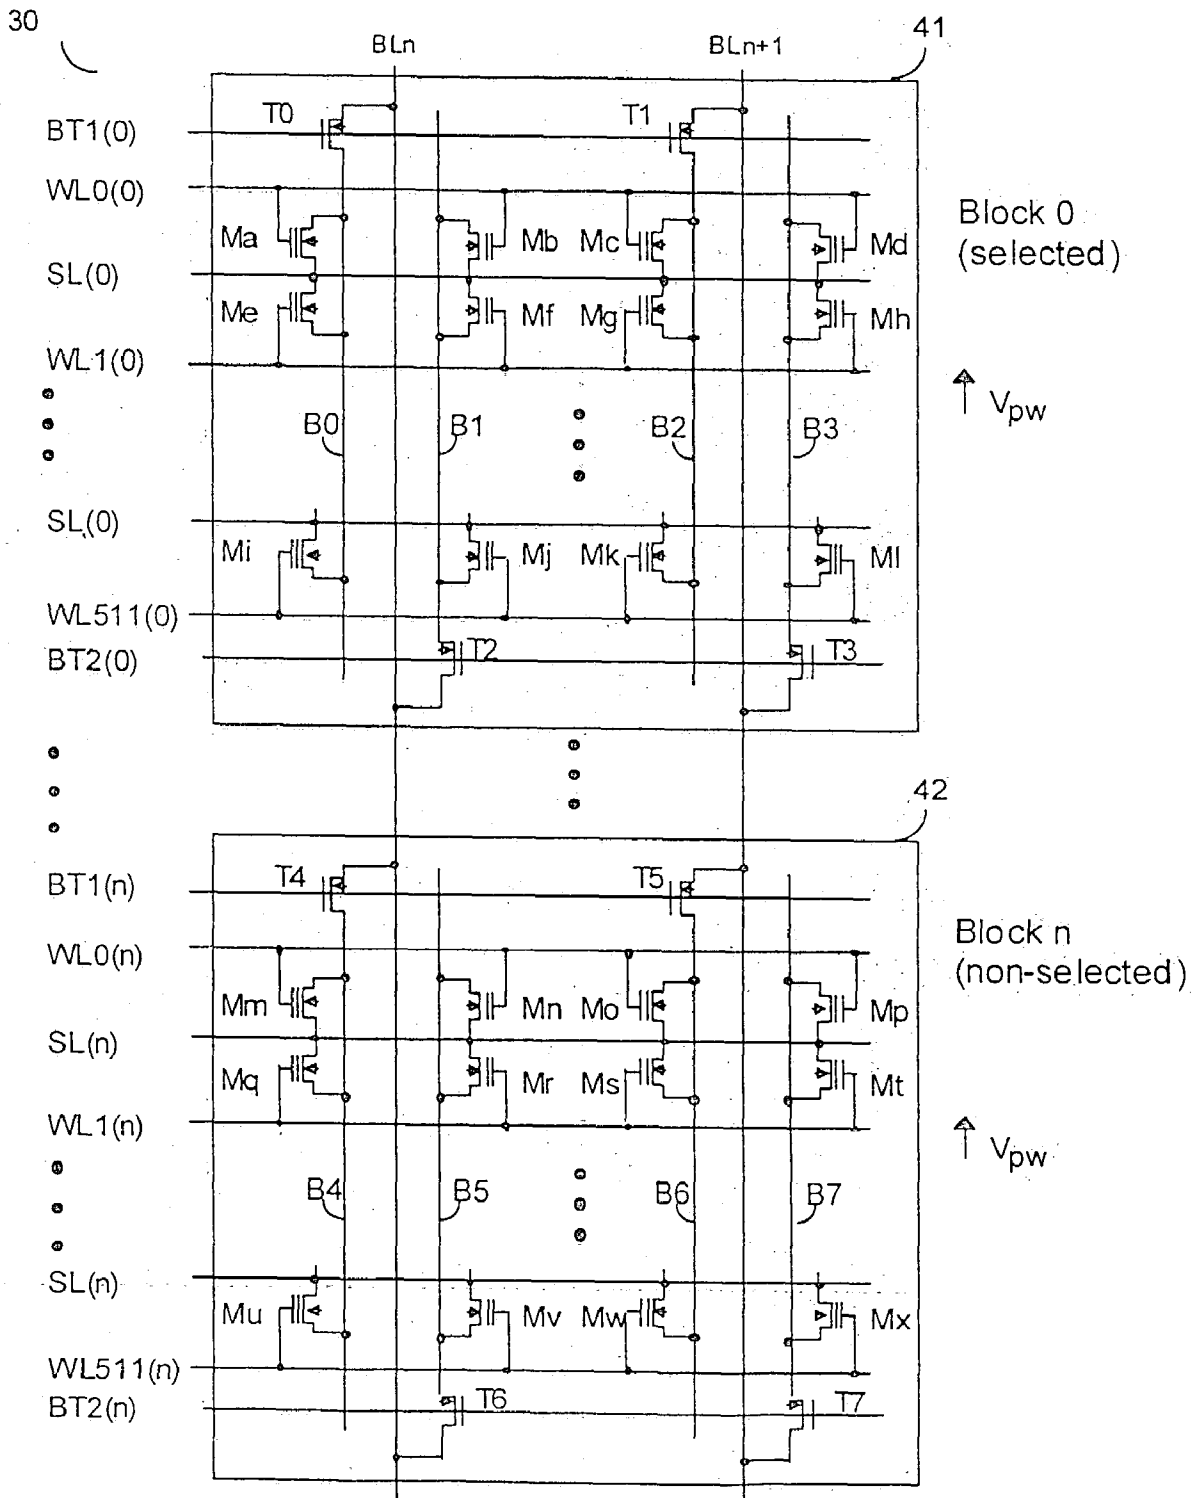 30
BLn
BLn+1
41
BT1(0)
T0
T1
WL0(0)
Ma
Mb
Mc
Md
Block 0
(selected)
SL(0)
Me
Mf
Mg
Mh
WL1(0)
Vpw
B0
B1
B2
B3
SL(0)
Mi
Mj
Mk
Ml
WL511(0)
BT2(0)
T2
T3
42
BT1(n)
T4
T5
WL0(n)
Block n
(non-selected)
Mm
Mn
Mo
Mp
SL(n)
Mq
Mr
Ms
Mt
WL1(n)
Vpw
B4
B5
B6
B7
SL(n)
Mu
Mv
Mw
Mx
WL511(n)
BT2(n)
T6
T7